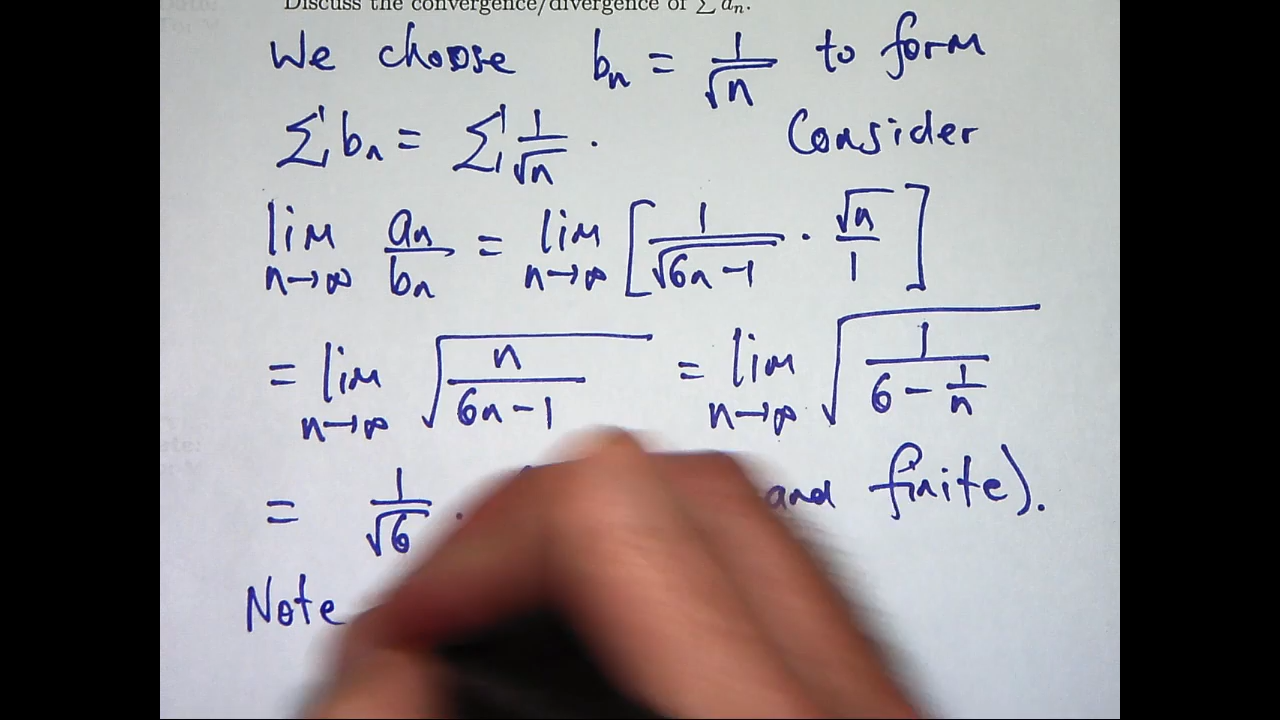 Discuss the convergence/divergence of ∑ aₙ.
We choose bₙ = 1/√n to form
∑ bₙ = ∑ 1/√n . Consider
lim n→∞ aₙ/bₙ = lim n→∞ [ 1/√(6n-1) · √n/1 ]
= lim n→∞ √(n/(6n-1)) = lim n→∞ √(1/(6 - 1/n))
= 1/√6 . and finite).
Note